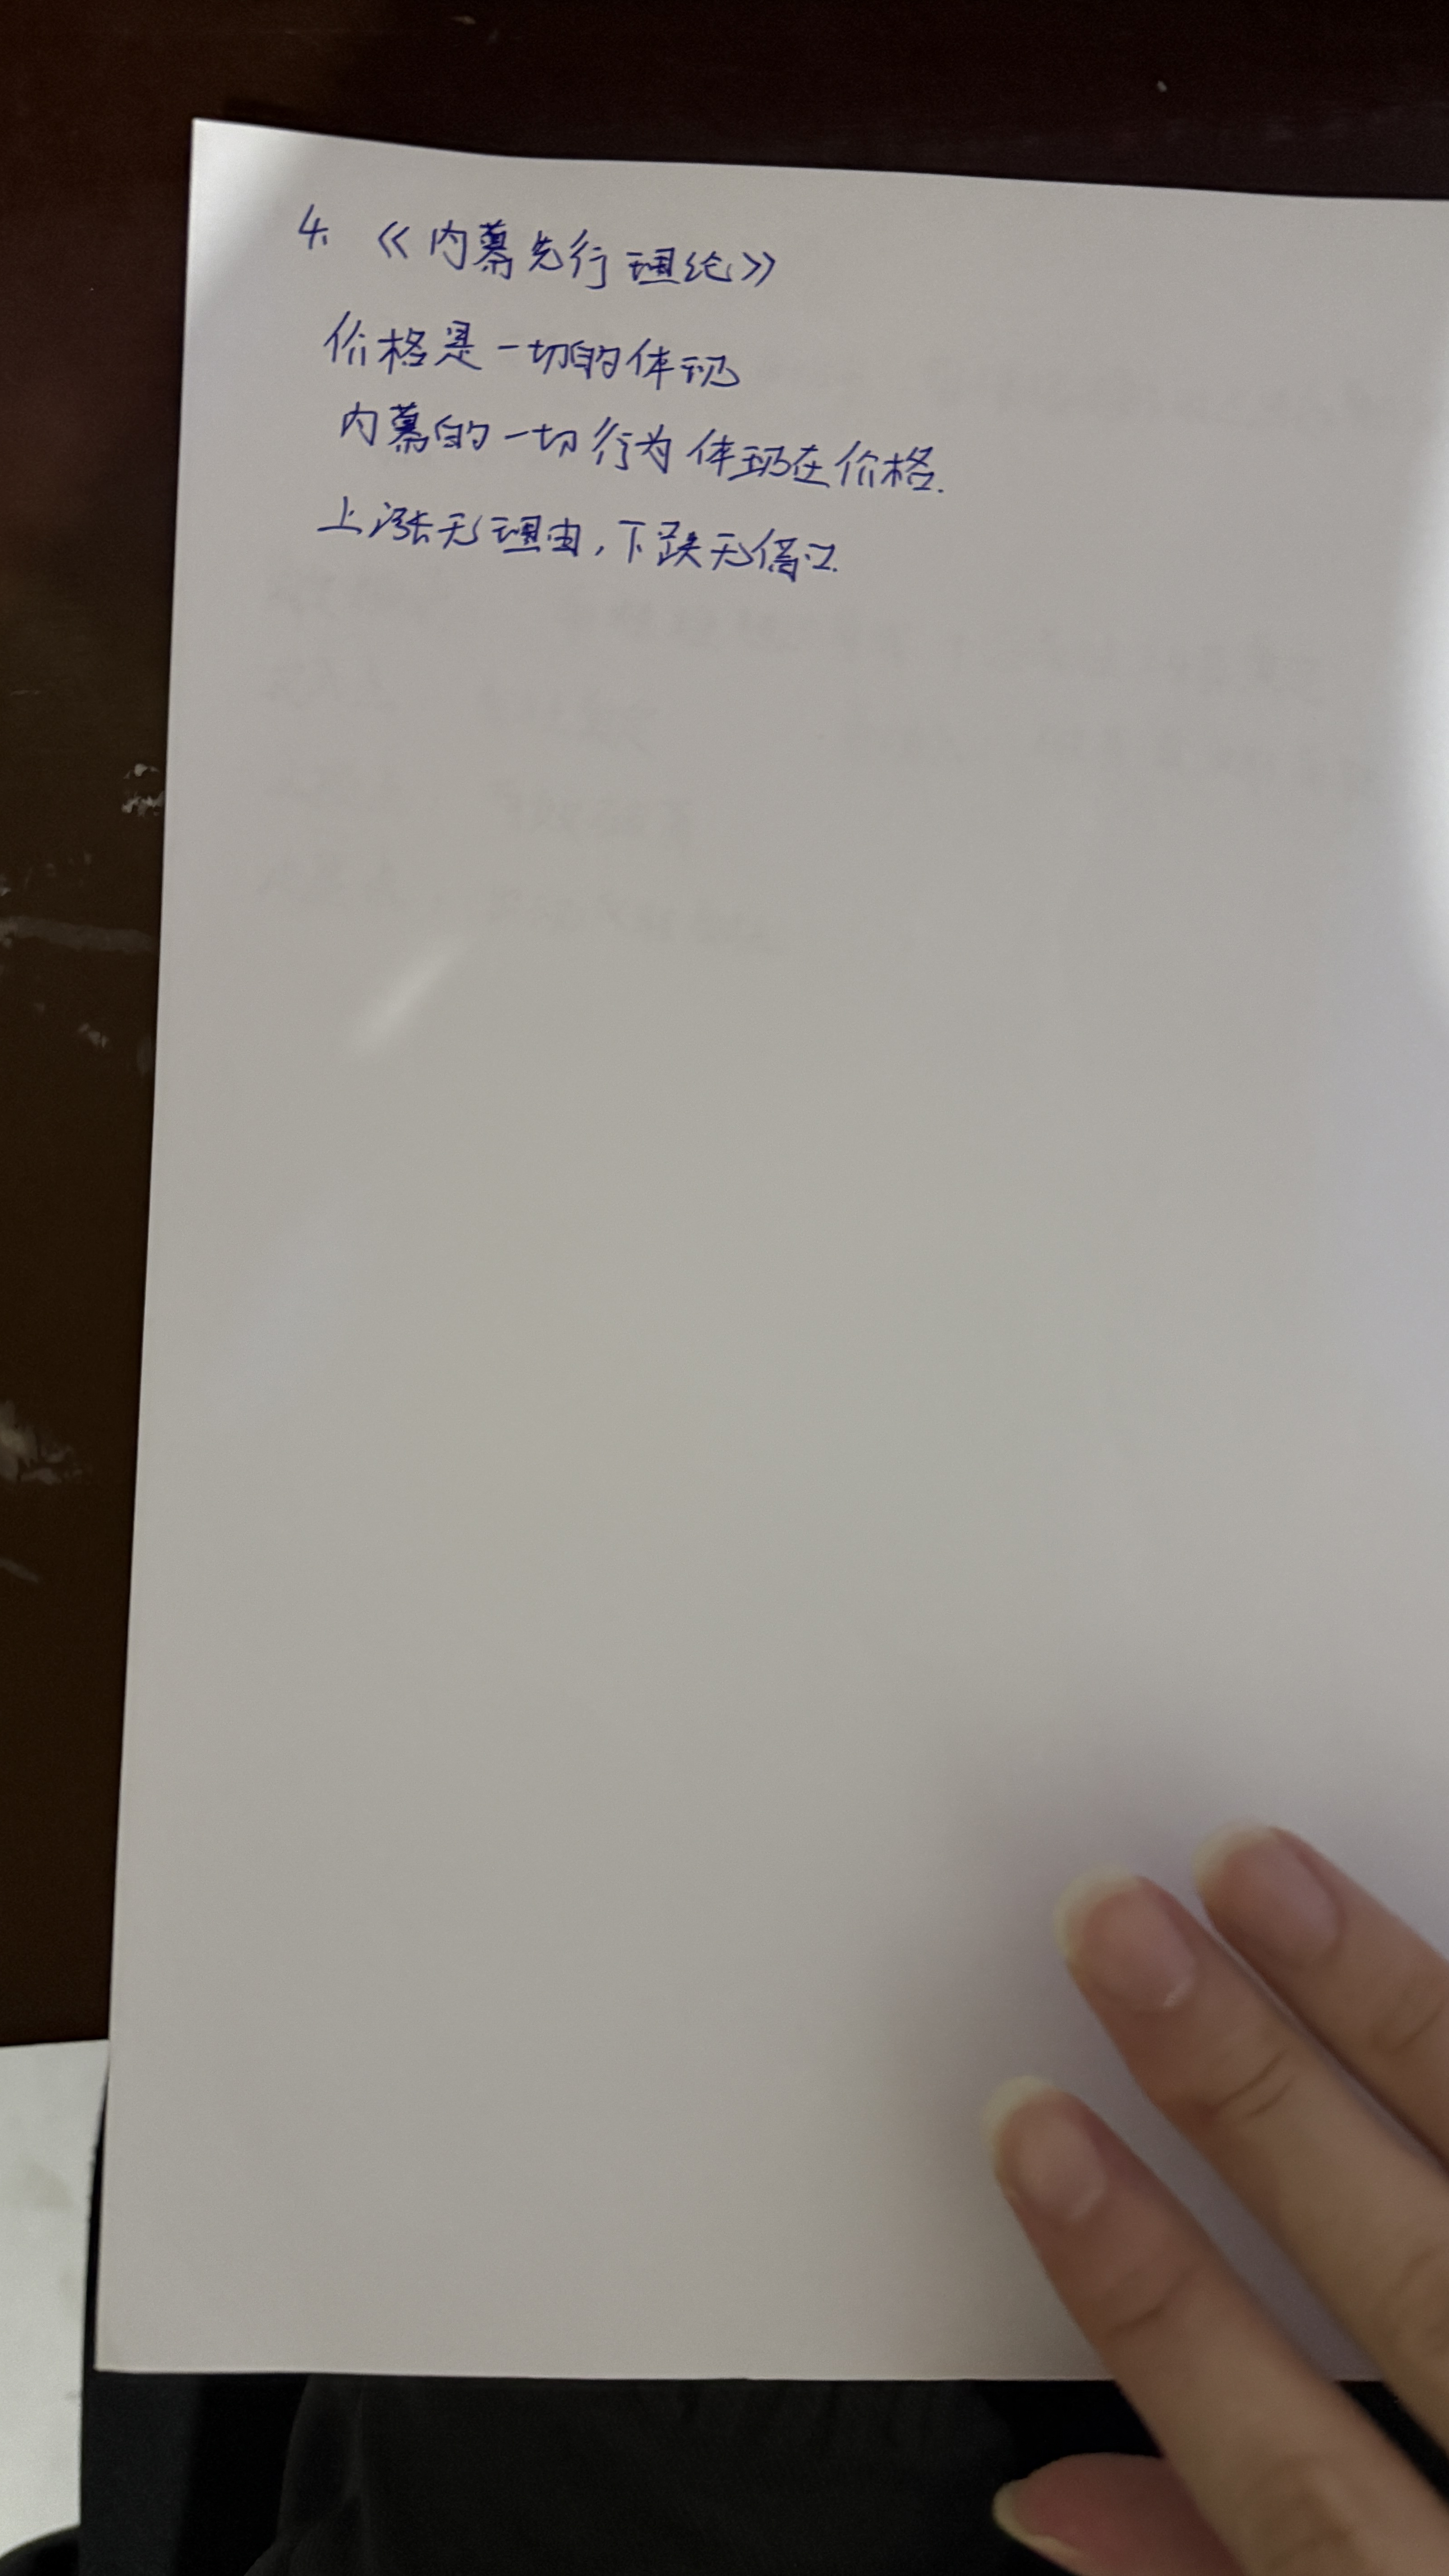 4、《内幕先行理论》
价格是一切的体现
内幕的一切行为体现在价格.
上涨无理由,下跌无借口.